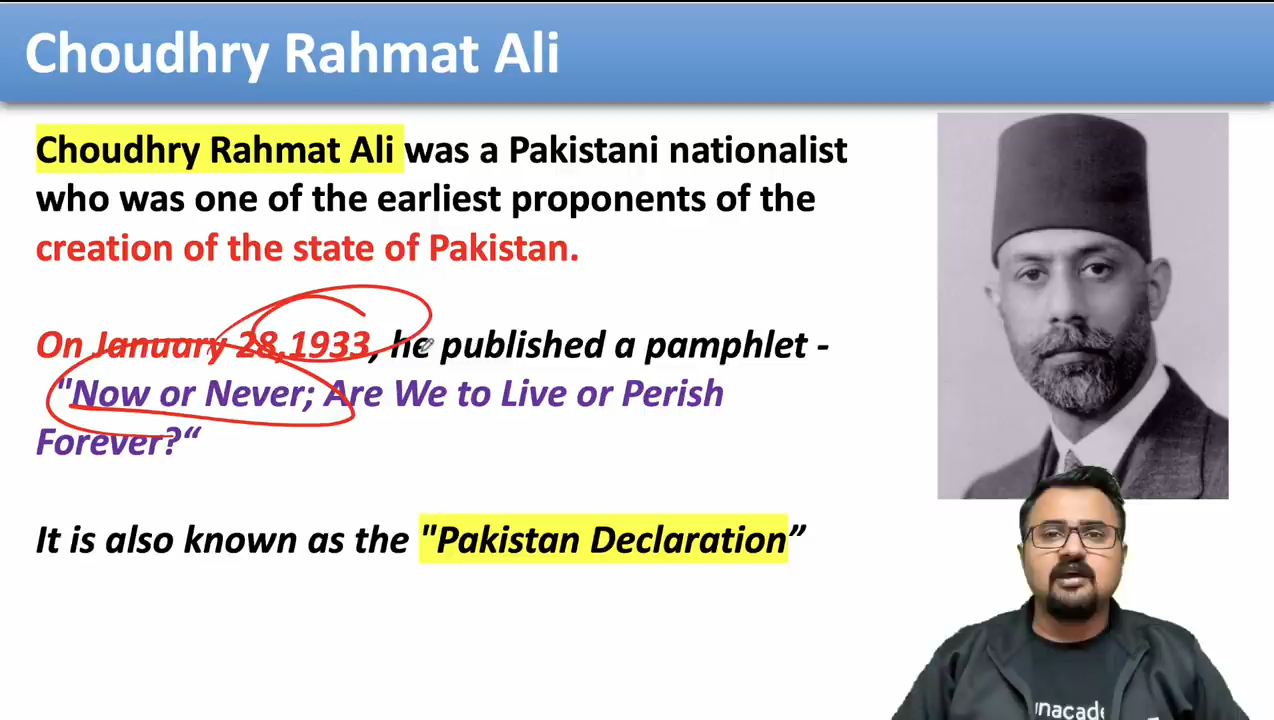 Choudhry Rahmat Ali
Choudhry Rahmat Ali was a Pakistani nationalist
who was one of the earliest proponents of the
creation of the state of Pakistan.
On January 28,1933, he published a pamphlet -
"Now or Never; Are We to Live or Perish
Forever?“
It is also known as the "Pakistan Declaration”
unacade